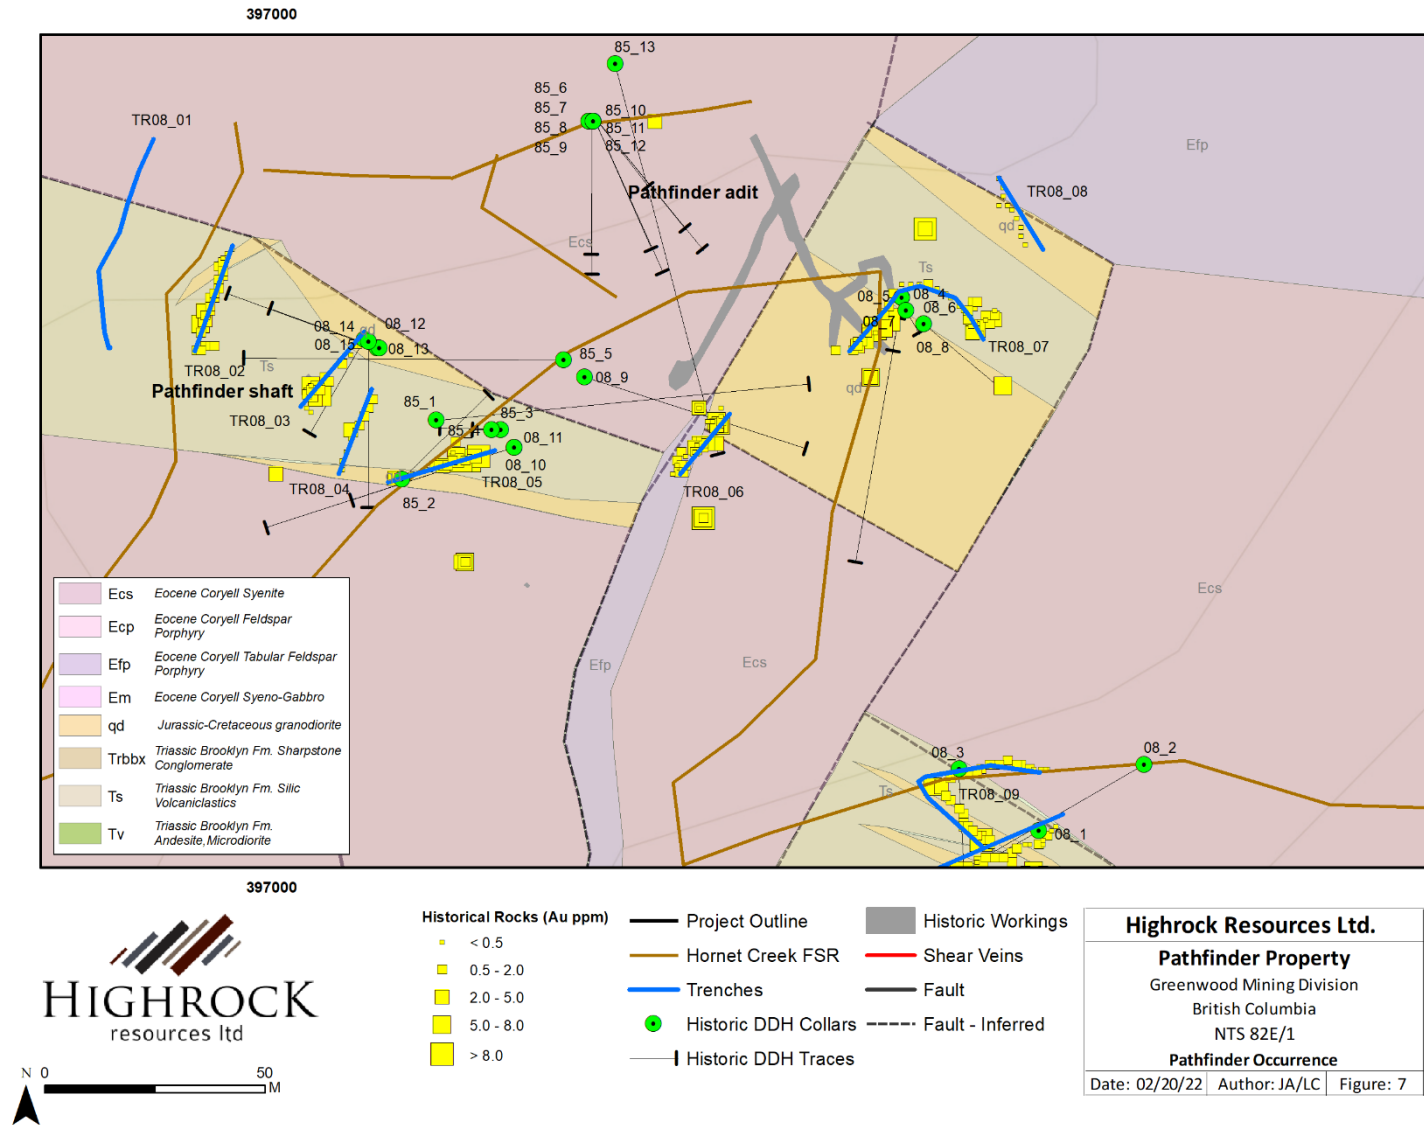 397000
85_13
85_6
85_7
85_8
85_9
85_10
85_11
85_12
TR08_01
Efp
Pathfinder adit
TR08_08
qd
Ecs
Ts
08_5
08_4
08_6
08_7
08_8
TR08_07
08_14
08_12
qd
08_15
08_13
85_5
TR08_02
Ts
08_9
qd
Pathfinder shaft
85_1
85_3
TR08_03
85_4
08_11
08_10
TR08_04
TR08_05
TR08_06
85_2
Ecs
Efp
Ecs
08_3
08_2
Ts
TR08_09
08_1
Ecs Eocene Coryell Syenite
Ecp Eocene Coryell Feldspar
Porphyry
Efp Eocene Coryell Tabular Feldspar
Porphyry
Em Eocene Coryell Syeno-Gabbro
qd Jurassic-Cretaceous granodiorite
Trbbx Triassic Brooklyn Fm. Sharpstone
Conglomerate
Ts Triassic Brooklyn Fm. Silic
Volcaniclastics
Tv Triassic Brooklyn Fm.
Andesite,Microdiorite
397000
HIGHROCK
resources ltd
N 0 50
M
Historical Rocks (Au ppm)
< 0.5
0.5 - 2.0
2.0 - 5.0
5.0 - 8.0
> 8.0
Project Outline
Hornet Creek FSR
Trenches
Historic DDH Collars
Historic DDH Traces
Historic Workings
Shear Veins
Fault
Fault - Inferred
Highrock Resources Ltd.
Pathfinder Property
Greenwood Mining Division
British Columbia
NTS 82E/1
Pathfinder Occurrence
Date: 02/20/22 Author: JA/LC Figure: 7